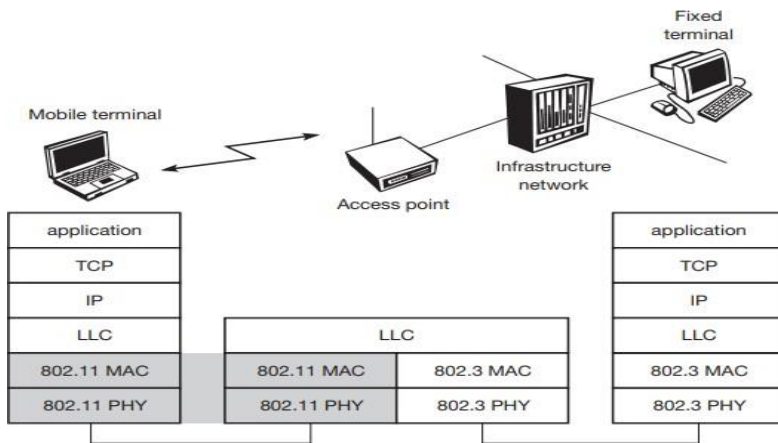 Fixed
terminal
Mobile terminal
Infrastructure
network
Access point
application
TCP
IP
LLC
802.11 MAC
802.11 PHY
LLC
802.11 MAC 802.3 MAC
802.11 PHY 802.3 PHY
application
TCP
IP
LLC
802.3 MAC
802.3 PHY